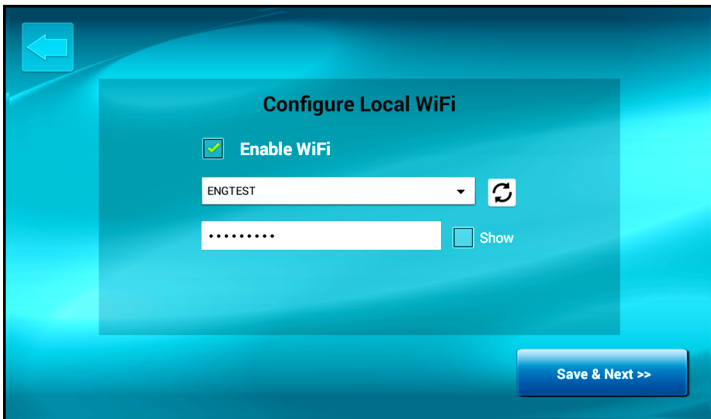 Configure Local WiFi
Enable WiFi
ENGTEST
•••••••••
Show
Save & Next >>